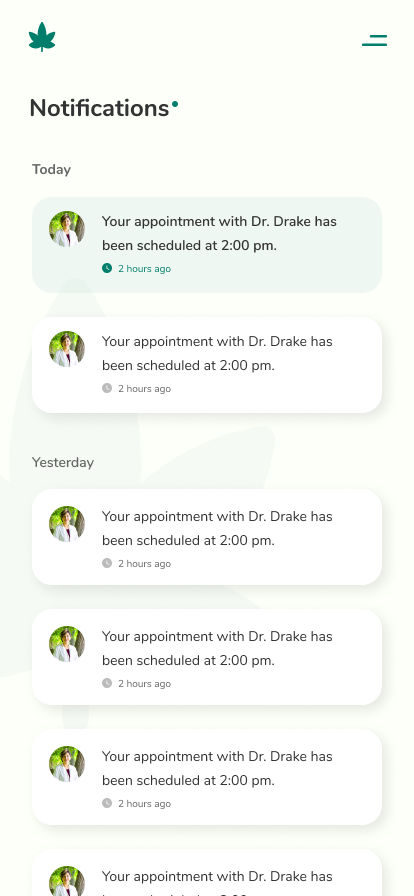 Notifications
Today
Your appointment with Dr. Drake has
been scheduled at 2:00 pm.
2 hours ago
Your appointment with Dr. Drake has
been scheduled at 2:00 pm.
2 hours ago
Yesterday
Your appointment with Dr. Drake has
been scheduled at 2:00 pm.
2 hours ago
Your appointment with Dr. Drake has
been scheduled at 2:00 pm.
2 hours ago
Your appointment with Dr. Drake has
been scheduled at 2:00 pm.
2 hours ago
Your appointment with Dr. Drake has